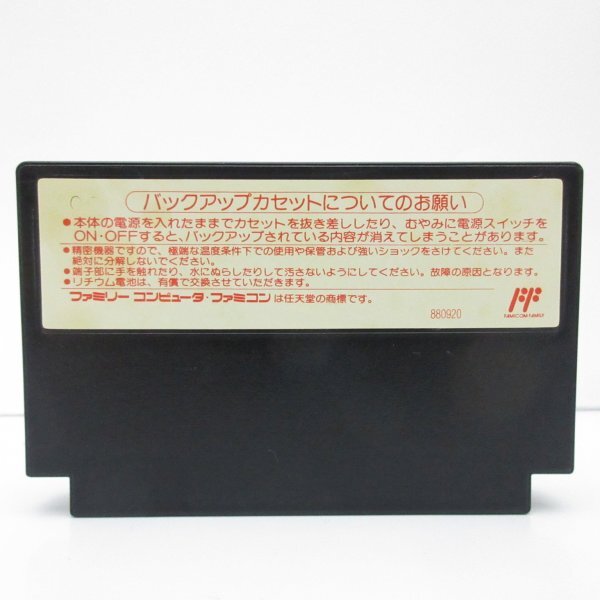 バックアップカセットについてのお願い
●本体の電源を入れたままでカセットを抜き差ししたり、むやみに電源スイッチを
ON・OFFすると、バックアップされている内容が消えてしまうことがあります。
●精密機器ですので、極端な温度条件下での使用や保管および強いショックをさけてください。また
絶対に分解しないでください。
●端子部に手を触れたり、水にぬらしたりして汚さないようにしてください。故障の原因となります。
●リチウム電池は、有償で交換させていただきます。
ファミリーコンピュータ・ファミコンは任天堂の商標です。
880920
FF
FAMICOM FAMILY